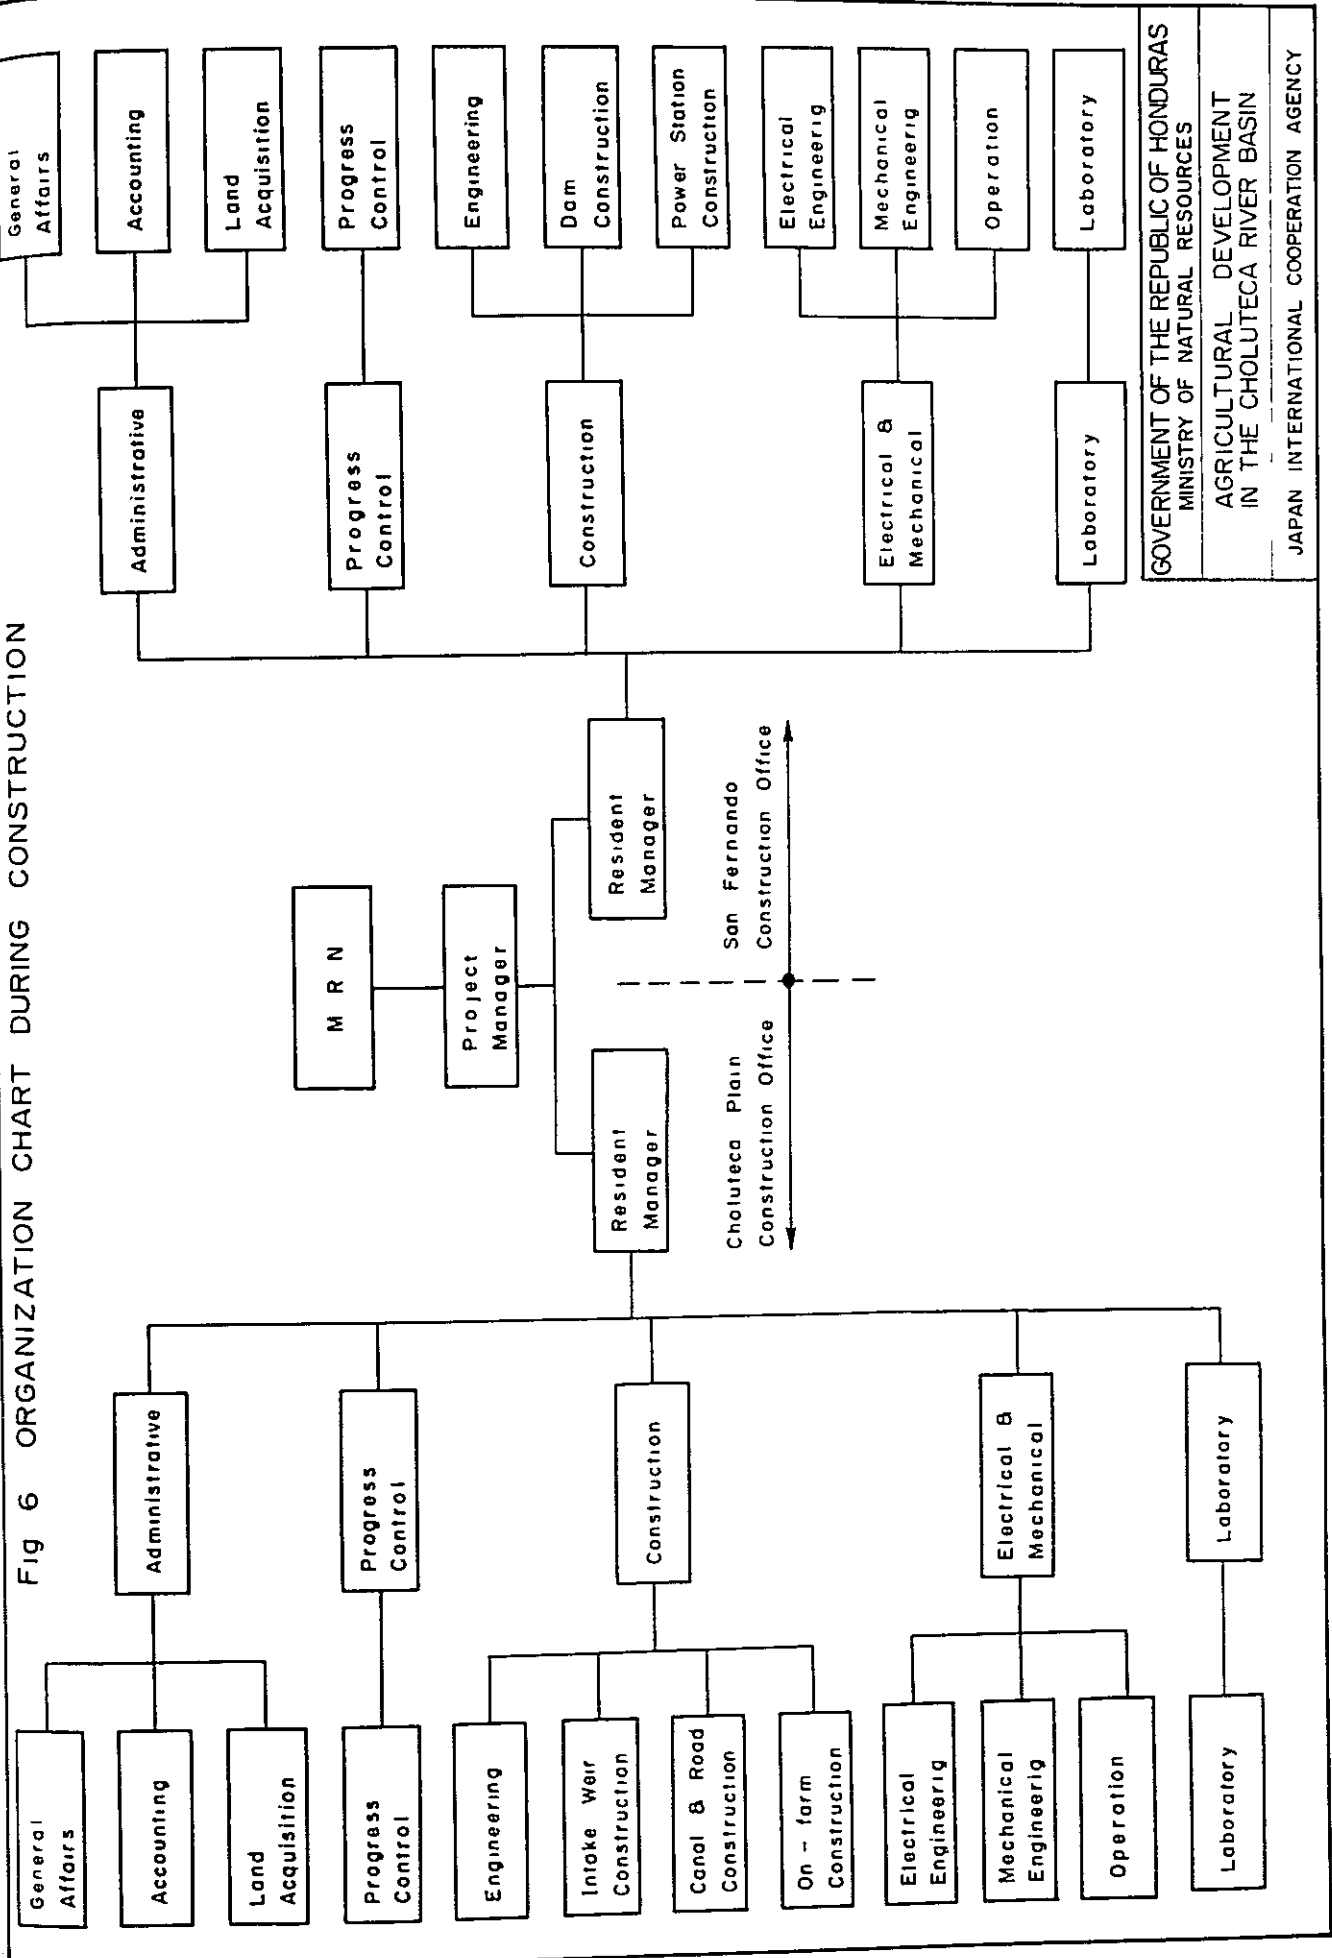 Fig 6 ORGANIZATION CHART DURING CONSTRUCTION
M R N
Project
Manager
Resident
Manager
Resident
Manager
Choluteca Plain
Construction Office
San Fernando
Construction Office
Administrative
Progress
Control
Construction
Electrical &
Mechanical
Laboratory
General
Affairs
Accounting
Land
Acquisition
Progress
Control
Engineering
Intake Weir
Construction
Canal & Road
Construction
On - farm
Construction
Electrical
Engineerig
Mechanical
Engineerig
Operation
Laboratory
Administrative
Progress
Control
Construction
Electrical &
Mechanical
Laboratory
General
Affairs
Accounting
Land
Acquisition
Progress
Control
Engineering
Dam
Construction
Power Station
Construction
Electrical
Engineerig
Mechanical
Engineerig
Operation
Laboratory
GOVERNMENT OF THE REPUBLIC OF HONDURAS
MINISTRY OF NATURAL RESOURCES
AGRICULTURAL DEVELOPMENT
IN THE CHOLUTECA RIVER BASIN
JAPAN INTERNATIONAL COOPERATION AGENCY